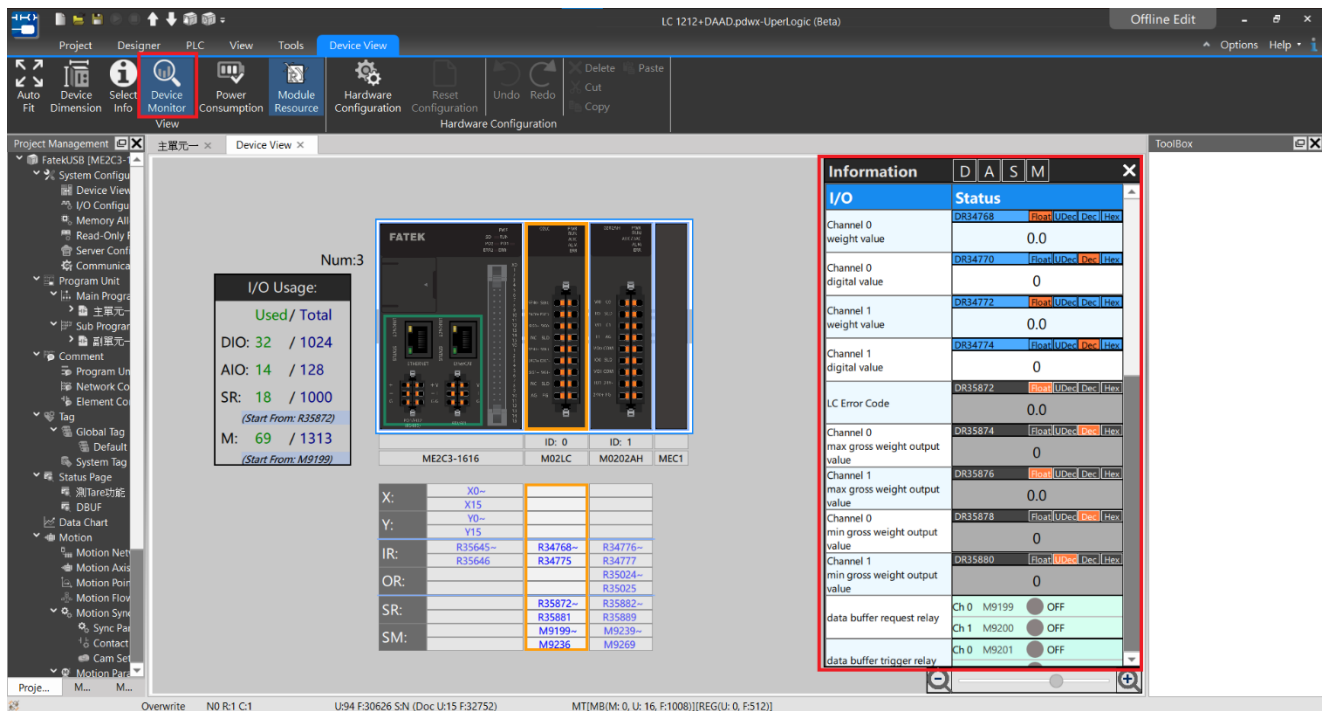 LC 1212+DAAD.pdwx-UperLogic (Beta)
Offline Edit
Project Designer PLC View Tools Device View
Options Help
Auto Fit
Device Dimension
Select Info
Device Monitor
Power Consumption
Module Resource
Hardware Configuration
Reset Configuration
Undo Redo
Delete Paste
Cut
Copy
View
Hardware Configuration
Project Management
主單元一
Device View
ToolBox
FatekUSB [ME2C3-1
System Configu
Device View
I/O Configu
Memory All
Read-Only F
Server Confi
Communica
Program Unit
Main Progra
主單元一
Sub Program
副單元一
Comment
Program Un
Network Co
Element Co
Tag
Global Tag
Default
System Tag
Status Page
測Tare功能
DBUF
Data Chart
Motion
Motion Net
Motion Axis
Motion Poin
Motion Flow
Motion Sync
Sync Par
Contact
Cam Set
Motion Para
Proje... M... M...
Num:3
I/O Usage:
Used/ Total
DIO: 32 / 1024
AIO: 14 / 128
SR: 18 / 1000
(Start From: R35872)
M: 69 / 1313
(Start From: M9199)
FATEK
ID: 0 ID: 1
ME2C3-1616 M02LC M0202AH MEC1
X: X0~
X15
Y: Y0~
Y15
IR: R35645~ R34768~ R34776~
R35646 R34775 R34777
OR: R35024~
R35025
SR: R35872~ R35882~
R35881 R35889
SM: M9199~ M9239~
M9236 M9269
Information D A S M
I/O Status
Channel 0 weight value
DR34768 Float UDec Dec Hex
0.0
Channel 0 digital value
DR34770 Float UDec Dec Hex
0
Channel 1 weight value
DR34772 Float UDec Dec Hex
0.0
Channel 1 digital value
DR34774 Float UDec Dec Hex
0
LC Error Code
DR35872 Float UDec Dec Hex
0.0
Channel 0
max gross weight output
value
DR35874 Float UDec Dec Hex
0
Channel 1
max gross weight output
value
DR35876 Float UDec Dec Hex
0.0
Channel 0
min gross weight output
value
DR35878 Float UDec Dec Hex
0
Channel 1
min gross weight output
value
DR35880 Float UDec Dec Hex
0
data buffer request relay
Ch 0 M9199 OFF
Ch 1 M9200 OFF
data buffer trigger relay
Ch 0 M9201 OFF
Overwrite N0 R:1 C:1 U:94 F:30626 S:N (Doc U:15 F:32752) MT[MB(M: 0, U: 16, F:1008)][REG(U: 0, F:512)]